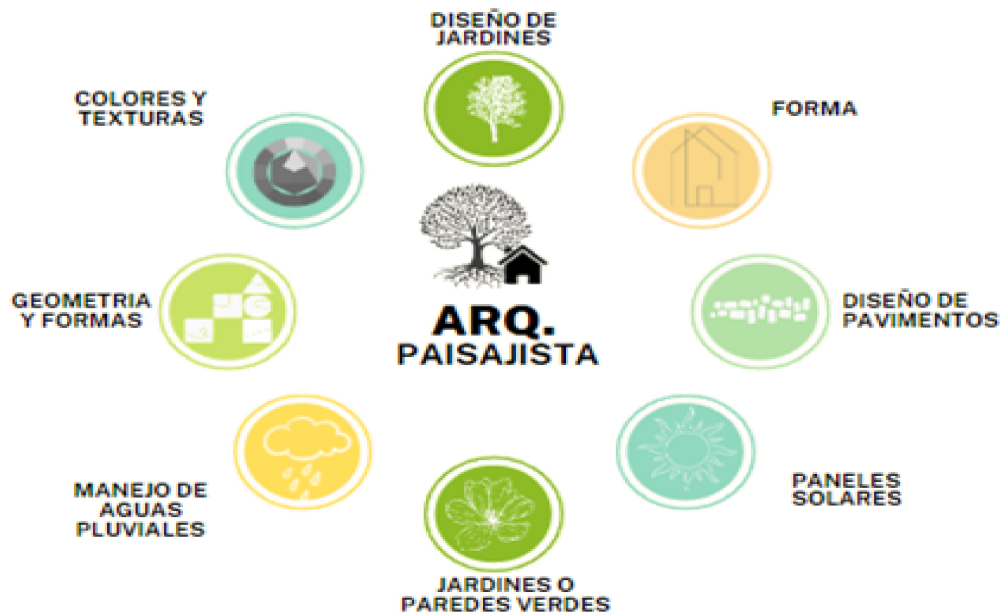 DISEÑO DE
JARDINES
COLORES Y
TEXTURAS
FORMA
GEOMETRIA
Y FORMAS
ARQ.
PAISAJISTA
DISEÑO DE
PAVIMENTOS
MANEJO DE
AGUAS
PLUVIALES
PANELES
SOLARES
JARDINES O
PAREDES VERDES